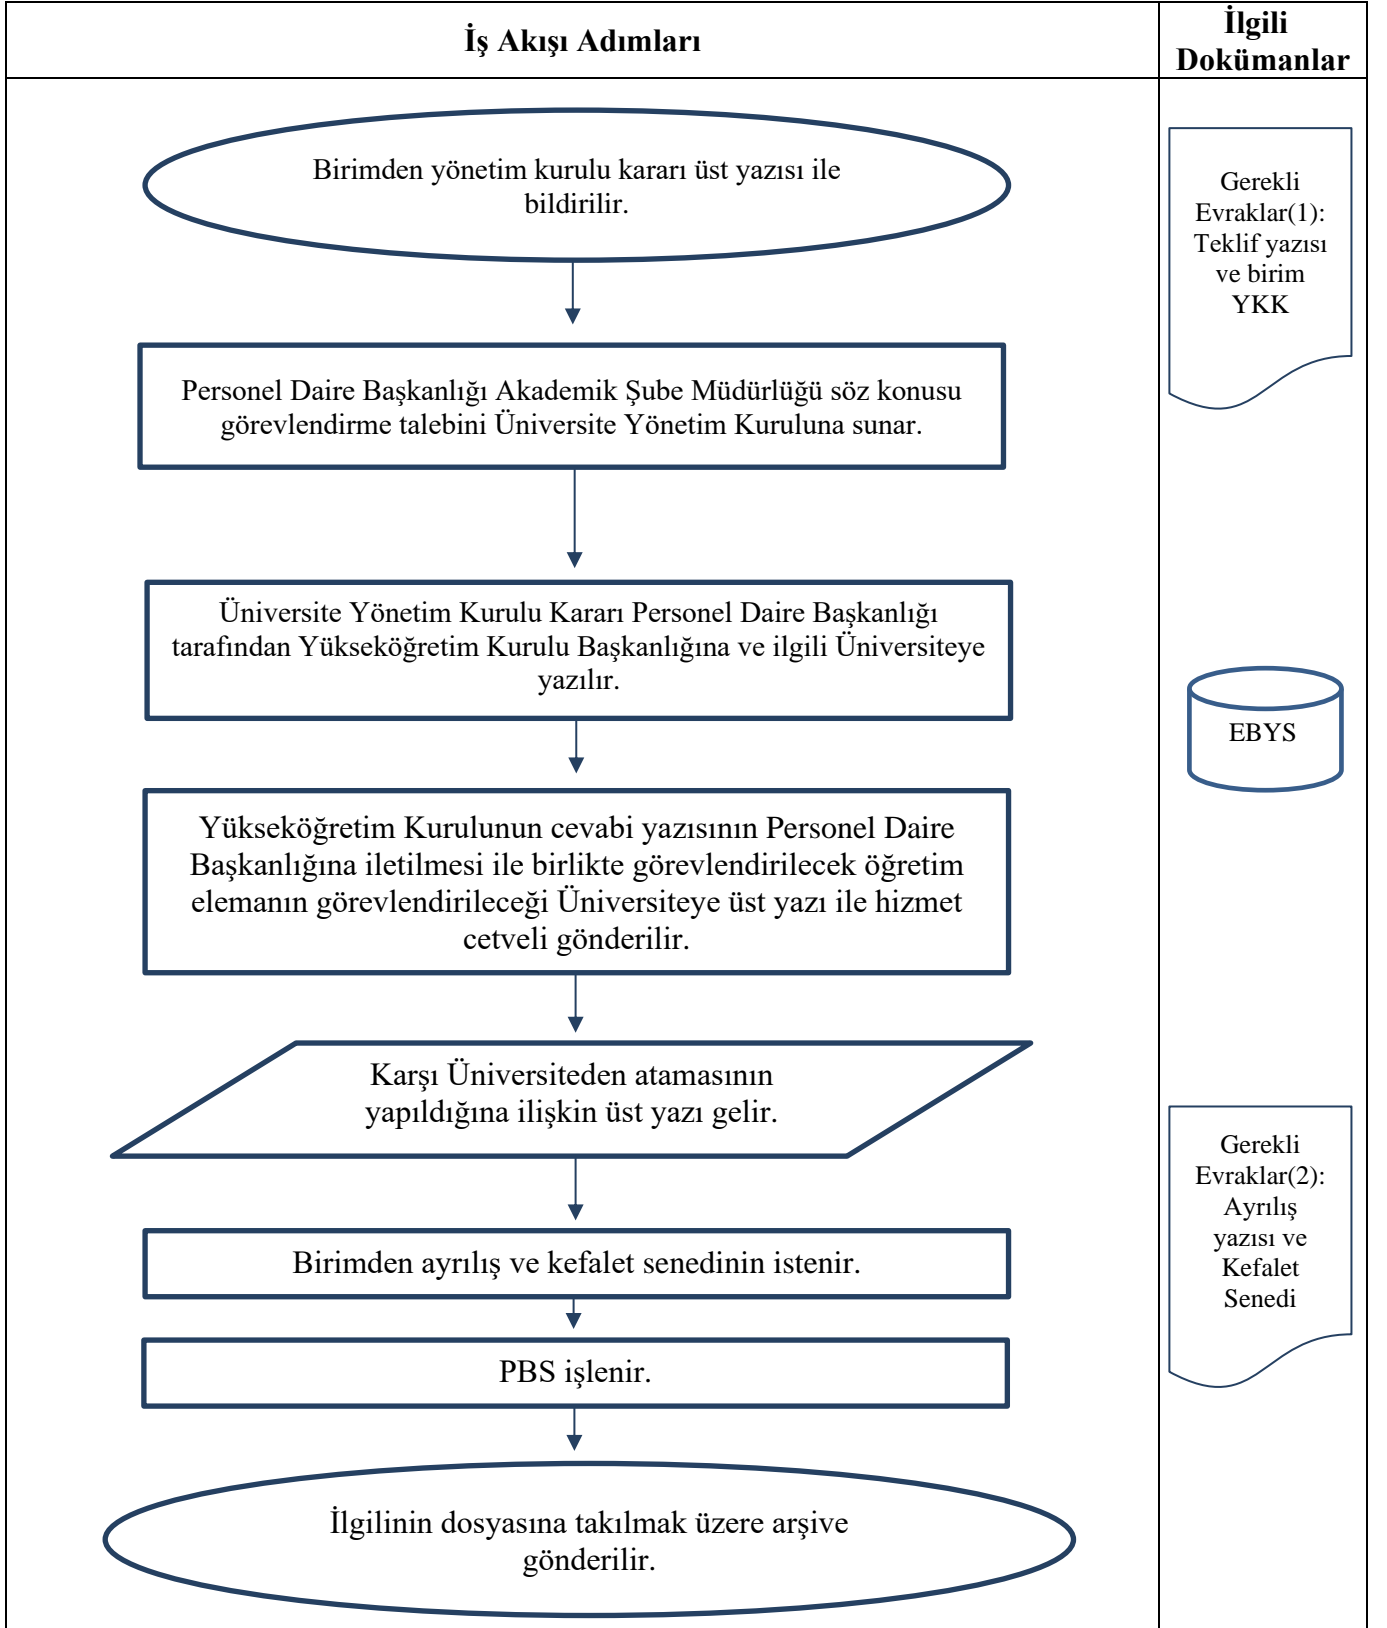 İş Akışı Adımları
İlgili
Dokümanlar
Birimden yönetim kurulu kararı üst yazısı ile
bildirilir.
Gerekli
Evraklar(1):
Teklif yazısı
ve birim
YKK
Personel Daire Başkanlığı Akademik Şube Müdürlüğü söz konusu
görevlendirme talebini Üniversite Yönetim Kuruluna sunar.
Üniversite Yönetim Kurulu Kararı Personel Daire Başkanlığı
tarafından Yükseköğretim Kurulu Başkanlığına ve ilgili Üniversiteye
yazılır.
EBYS
Yükseköğretim Kurulunun cevabi yazısının Personel Daire
Başkanlığına iletilmesi ile birlikte görevlendirilecek öğretim
elemanın görevlendirileceği Üniversiteye üst yazı ile hizmet
cetveli gönderilir.
Karşı Üniversiteden atamasının
yapıldığına ilişkin üst yazı gelir.
Gerekli
Evraklar(2):
Ayrılış
yazısı ve
Kefalet
Senedi
Birimden ayrılış ve kefalet senedinin istenir.
PBS işlenir.
İlgilinin dosyasına takılmak üzere arşive
gönderilir.